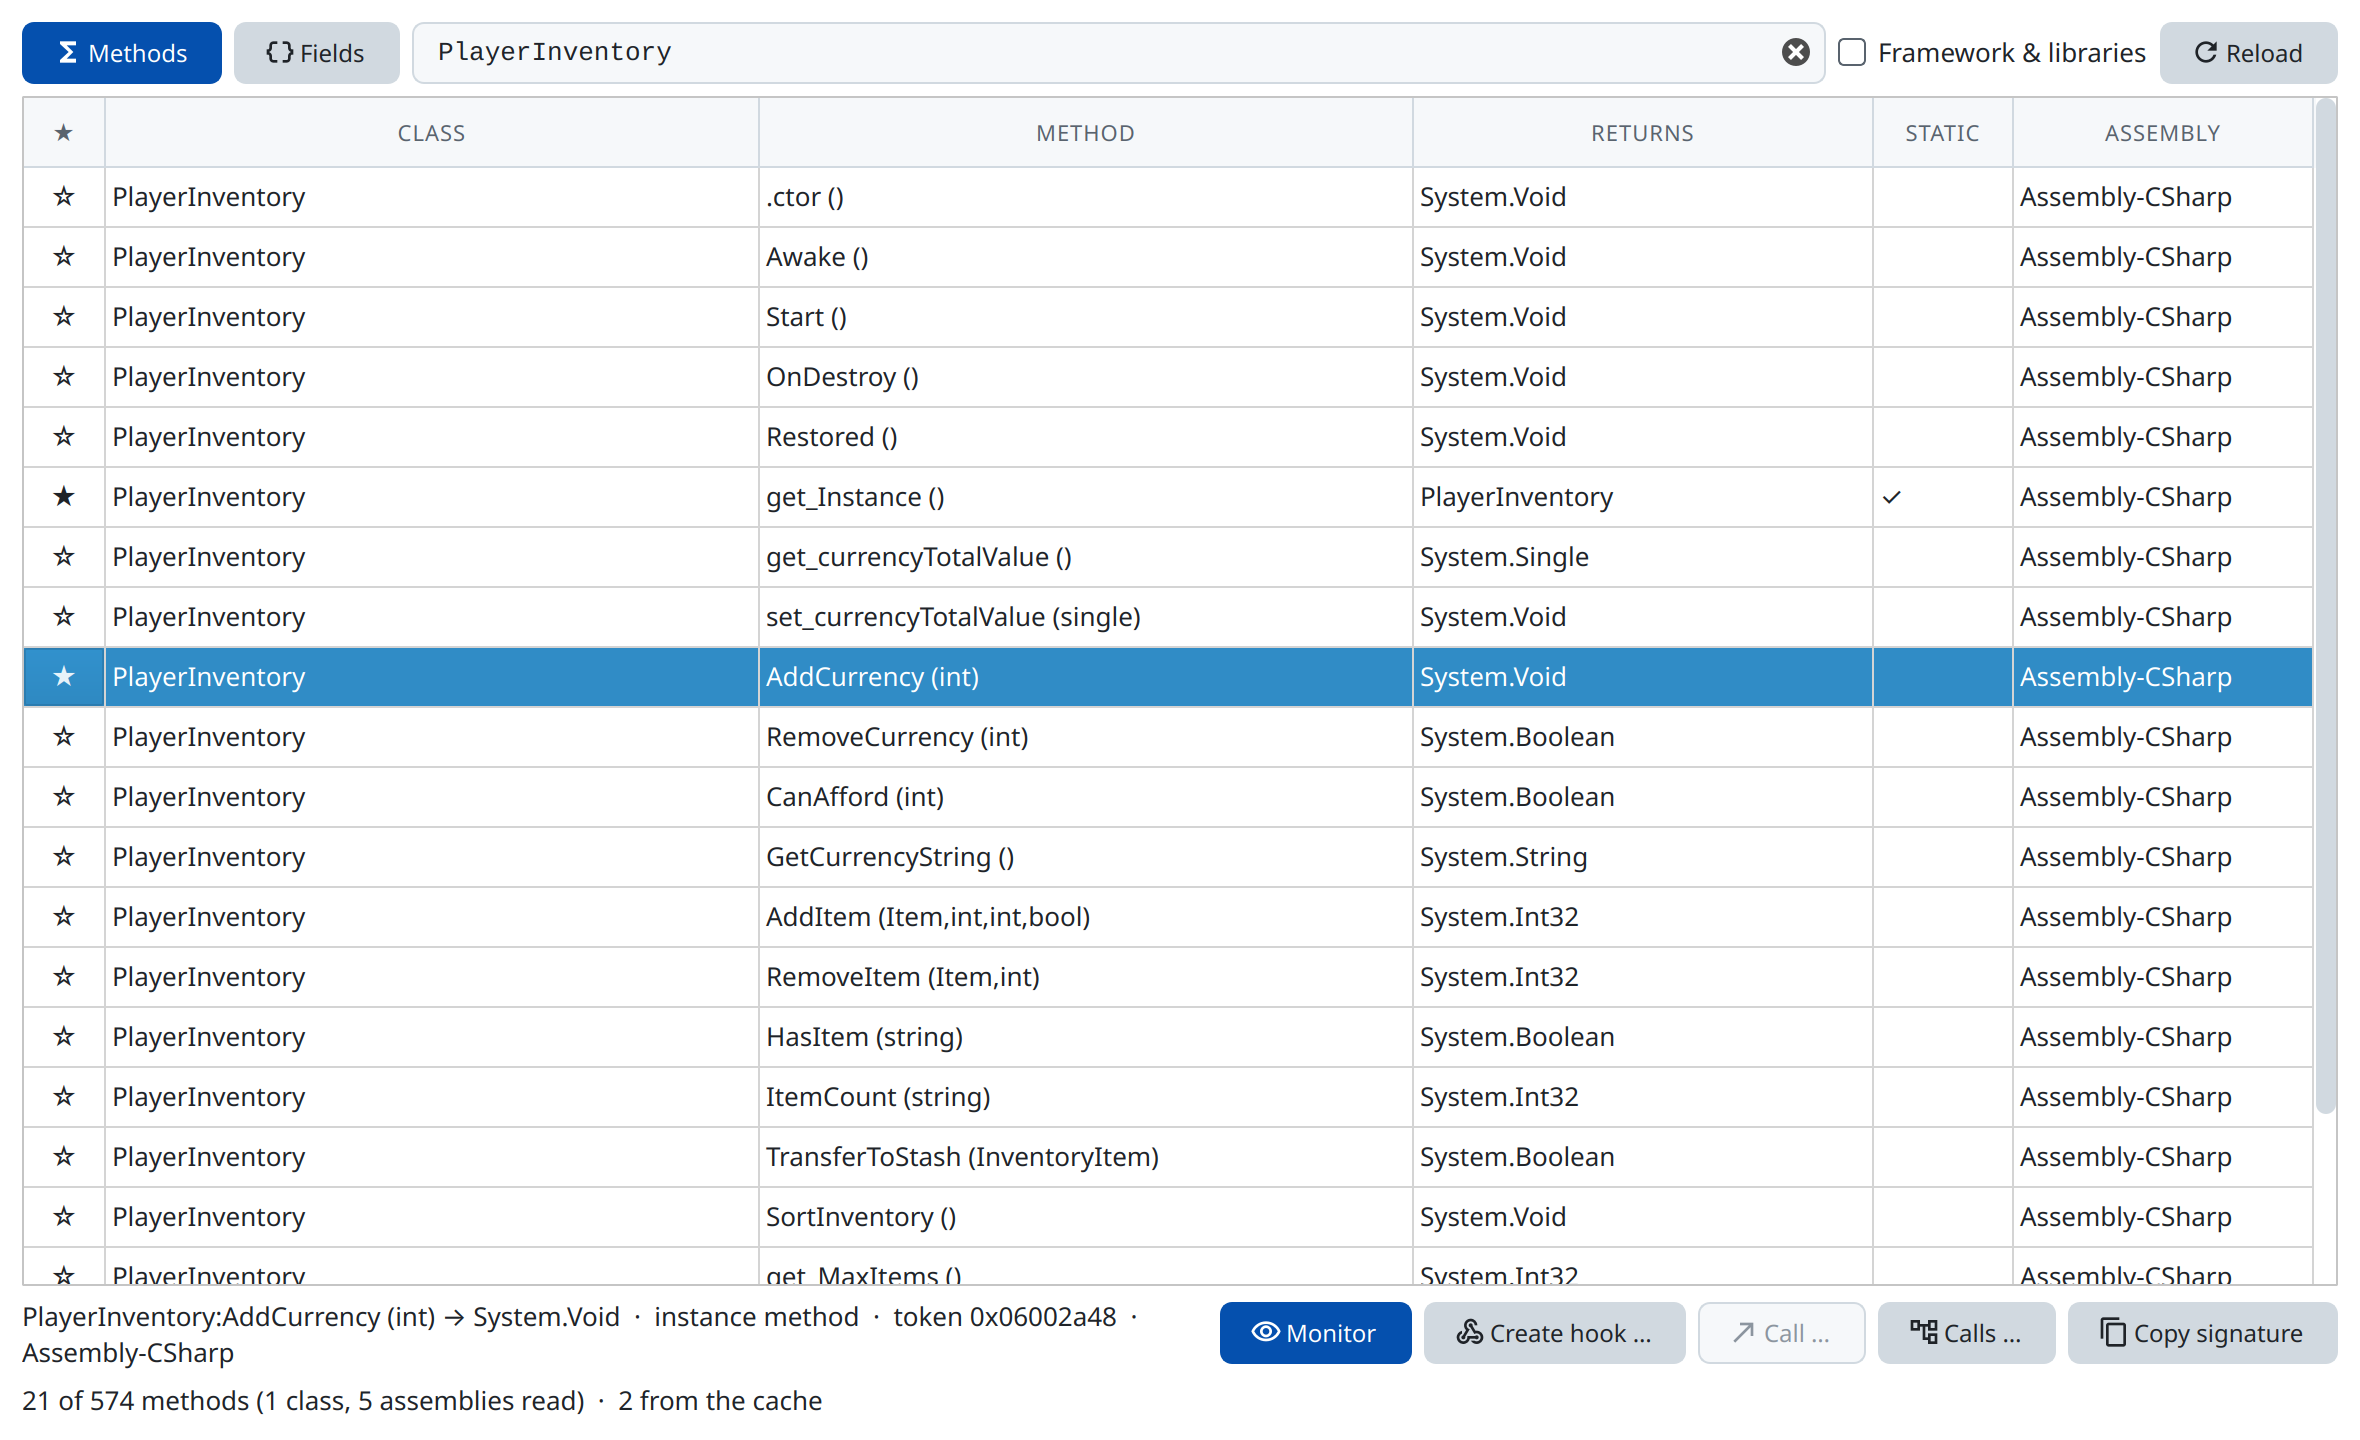 Methods Fields PlayerInventory Framework & libraries Reload
★ CLASS METHOD RETURNS STATIC ASSEMBLY
☆ PlayerInventory .ctor () System.Void Assembly-CSharp
☆ PlayerInventory Awake () System.Void Assembly-CSharp
☆ PlayerInventory Start () System.Void Assembly-CSharp
☆ PlayerInventory OnDestroy () System.Void Assembly-CSharp
☆ PlayerInventory Restored () System.Void Assembly-CSharp
★ PlayerInventory get_Instance () PlayerInventory ✓ Assembly-CSharp
☆ PlayerInventory get_currencyTotalValue () System.Single Assembly-CSharp
☆ PlayerInventory set_currencyTotalValue (single) System.Void Assembly-CSharp
★ PlayerInventory AddCurrency (int) System.Void Assembly-CSharp
☆ PlayerInventory RemoveCurrency (int) System.Boolean Assembly-CSharp
☆ PlayerInventory CanAfford (int) System.Boolean Assembly-CSharp
☆ PlayerInventory GetCurrencyString () System.String Assembly-CSharp
☆ PlayerInventory AddItem (Item,int,int,bool) System.Int32 Assembly-CSharp
☆ PlayerInventory RemoveItem (Item,int) System.Int32 Assembly-CSharp
☆ PlayerInventory HasItem (string) System.Boolean Assembly-CSharp
☆ PlayerInventory ItemCount (string) System.Int32 Assembly-CSharp
☆ PlayerInventory TransferToStash (InventoryItem) System.Boolean Assembly-CSharp
☆ PlayerInventory SortInventory () System.Void Assembly-CSharp
☆ PlayerInventory get_MaxItems () System.Int32 Assembly-CSharp
PlayerInventory:AddCurrency (int) → System.Void · instance method · token 0x06002a48 ·
Assembly-CSharp
Monitor Create hook ... Call ... Calls ... Copy signature
21 of 574 methods (1 class, 5 assemblies read) · 2 from the cache